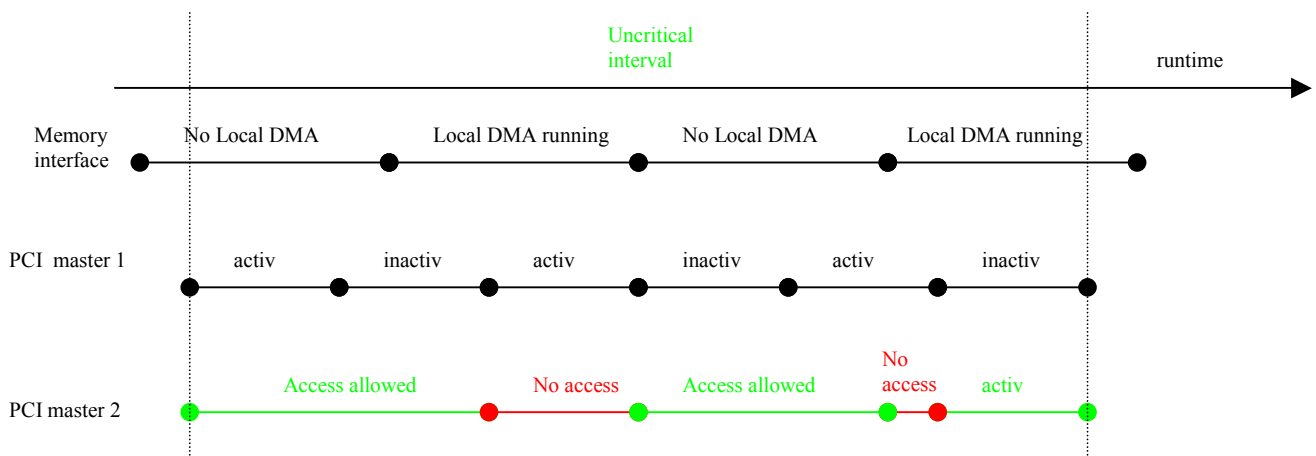 Uncritical
interval
runtime
Memory
interface
No Local DMA
Local DMA running
No Local DMA
Local DMA running
PCI master 1
activ
inactiv
activ
inactiv
activ
inactiv
PCI master 2
Access allowed
No access
Access allowed
No
access
activ